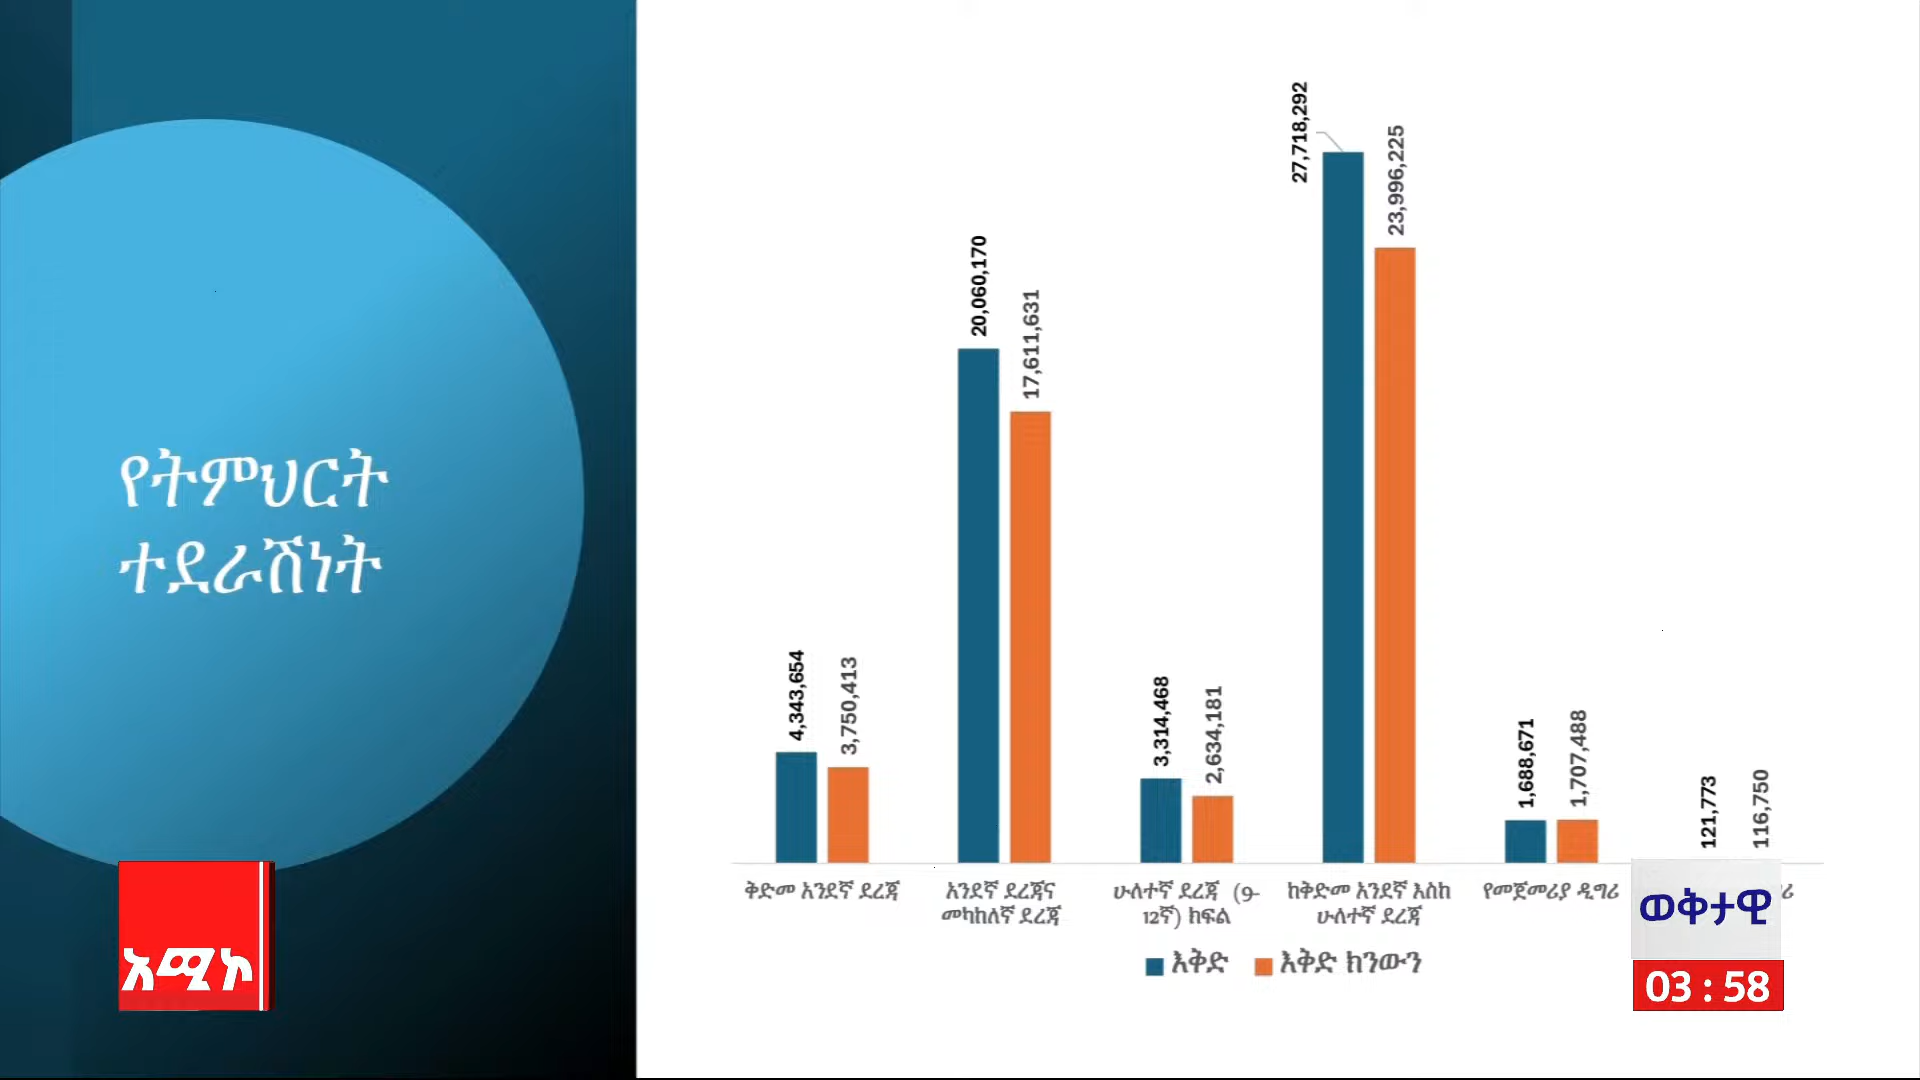 የትምህርት
ተደራሽነት
4,343,654
3,750,413
20,060,170
17,611,631
3,314,468
2,634,181
27,718,292
23,996,225
1,688,671
1,707,488
121,773
116,750
ቅድመ አንደኛ ደረጃ
አንደኛ ደረጃና
መካከለኛ ደረጃ
ሁለተኛ ደረጃ (9-
12ኛ) ክፍል
ከቅድመ አንደኛ እስከ
ሁለተኛ ደረጃ
የመጀመሪያ ዲግሪ
እቅድ
እቅድ ክንውን
አሚኮ
ወቅታዊ
03:58